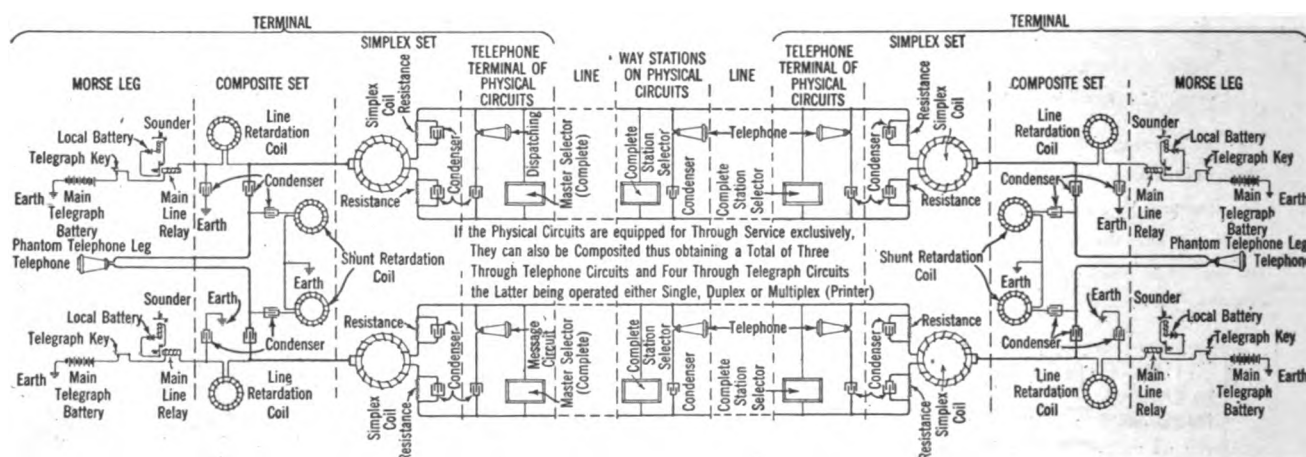 TERMINAL
TERMINAL
SIMPLEX SET
SIMPLEX SET
TELEPHONE
TERMINAL OF
PHYSICAL
CIRCUITS
LINE
WAY STATIONS
ON PHYSICAL
CIRCUITS
LINE
TELEPHONE
TERMINAL OF
PHYSICAL
CIRCUITS
MORSE LEG
COMPOSITE SET
COMPOSITE SET
MORSE LEG
Sounder
Local Battery
Telegraph Key
Earth
Main
Telegraph
Battery
Main
Line
Relay
Line
Retardation
Coil
Condenser
Earth
Simplex
Coil
Resistance
Condenser
Resistance
Dispatching
Master Selector
(Complete)
Complete
Station
Selector
Condenser
Telephone
Complete Station
Selector
Condenser
Resistance
Simplex
Coil
Resistance
Line
Retardation
Coil
Condenser
Earth
Sounder
Local Battery
Telegraph Key
Main
Line
Relay
Main
Telegraph
Battery
Earth
Phantom Telephone Leg
Telephone
Shunt Retardation
Coil
Earth
If the Physical Circuits are equipped for Through Service exclusively,
They can also be Composited thus obtaining a Total of Three
Through Telephone Circuits and Four Through Telegraph Circuits
the Latter being operated either Single, Duplex or Multiplex (Printer)
Shunt Retardation
Coil
Earth
Phantom Telephone Leg
Telephone
Sounder
Local Battery
Telegraph Key
Earth
Main
Telegraph
Battery
Main
Line
Relay
Earth
Condenser
Line
Retardation
Coil
Resistance
Condenser
Simplex
Coil
Resistance
Message
Circuit
Master Selector
(Complete)
Complete
Station
Selector
Condenser
Telephone
Complete Station
Selector
Condenser
Resistance
Resistance
Simplex
Coil
Earth
Condenser
Line
Retardation
Coil
Sounder
Local Battery
Telegraph Key
Main
Line
Relay
Main
Telegraph
Battery
Earth